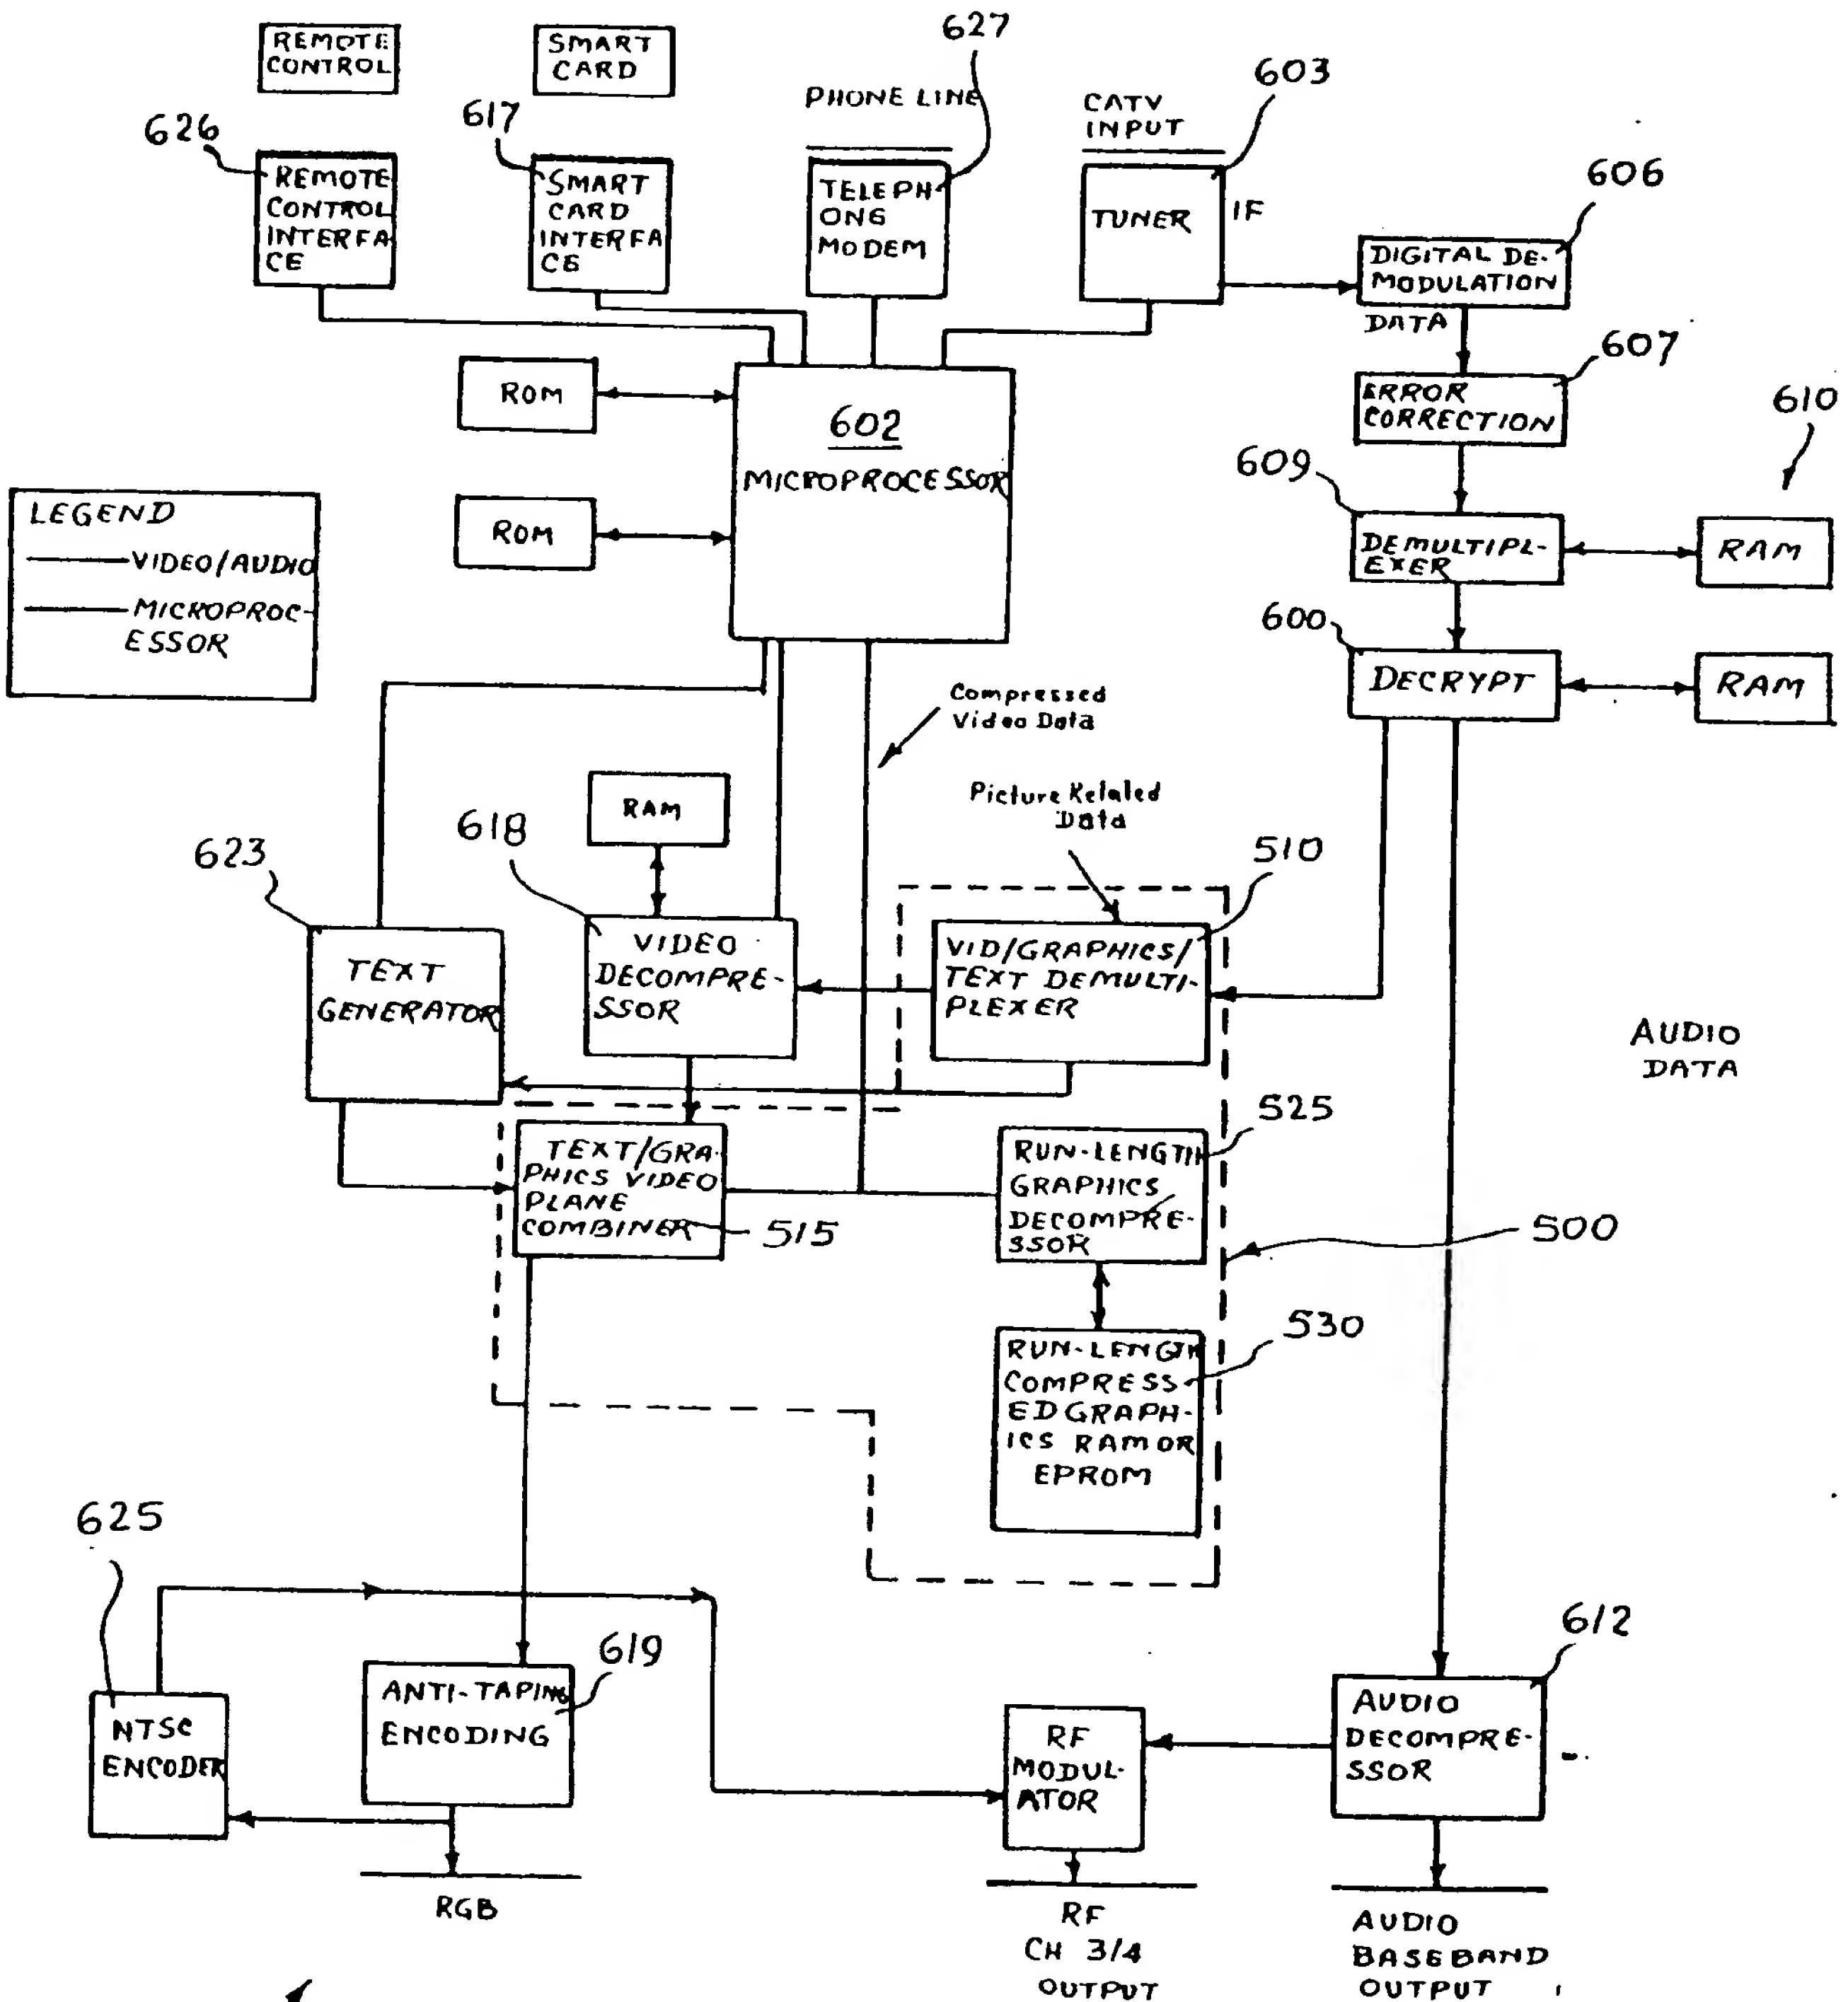 REMOTE
CONTROL
SMART
CARD
627
PHONE LINE
CATV
INPUT
603
626
617
REMOTE
CONTROL
INTERFA
CE
SMART
CARD
INTERFA
CE
TELEPH-
ONE
MODEM
TUNER
IF
606
DIGITAL DE-
MODULATION
DATA
607
ERROR
CORRECTION
610
ROM
602
MICROPROCESSOR
609
DEMULTIPL-
EXER
RAM
ROM
LEGEND
VIDEO/AUDIO
MICROPROC-
ESSOR
600
DECRYPT
RAM
Compressed
Video Data
Picture Kelaled
Data
RAM
618
623
510
TEXT
GENERATOR
VIDEO
DECOMPRE-
SSOR
VID/GRAPHICS/
TEXT DEMULTI-
PLEXER
AUDIO
DATA
525
TEXT/GRA-
PHICS VIDEO
PLANE
COMBINER
515
RUN-LENGTH
GRAPHICS
DECOMPRE-
SSOR
500
530
RUN-LENGTH
COMPRESS
ED GRAPH-
ICS RAM OR
EPROM
625
619
612
NTSC
ENCODER
ANTI-TAPING
ENCODING
RF
MODUL-
ATOR
AUDIO
DECOMPRE-
SSOR
RGB
RF
CH 3/4
OUTPUT
AUDIO
BASEBAND
OUTPUT